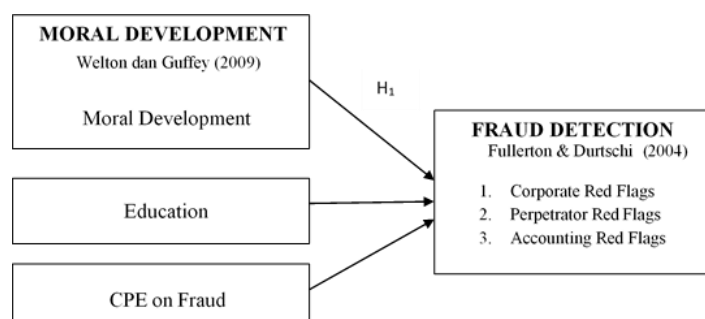 MORAL DEVELOPMENT
Welton dan Guffey (2009)
Moral Development
H₁
FRAUD DETECTION
Fullerton & Durtschi (2004)
1. Corporate Red Flags
2. Perpetrator Red Flags
3. Accounting Red Flags
Education
CPE on Fraud